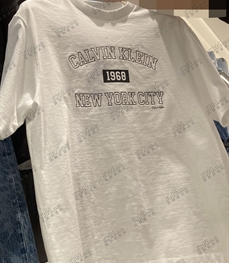 CALVIN KLEIN
1968
NEW YORK CITY